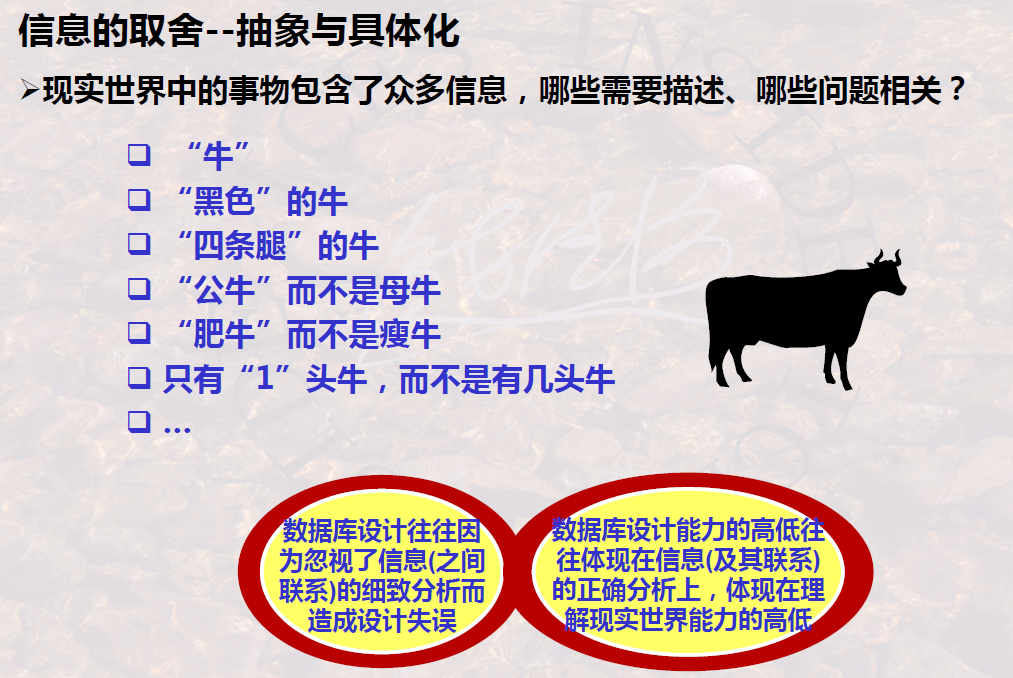 信息的取舍--抽象与具体化
现实世界中的事物包含了众多信息，哪些需要描述、哪些问题相关？
“牛”
“黑色”的牛
“四条腿”的牛
“公牛”而不是母牛
“肥牛”而不是瘦牛
只有“1”头牛，而不是有几头牛
...
数据库设计往往因
为忽视了信息(之间
联系)的细致分析而
造成设计失误
数据库设计能力的高低往
往体现在信息(及其联系)
的正确分析上，体现在理
解现实世界能力的高低